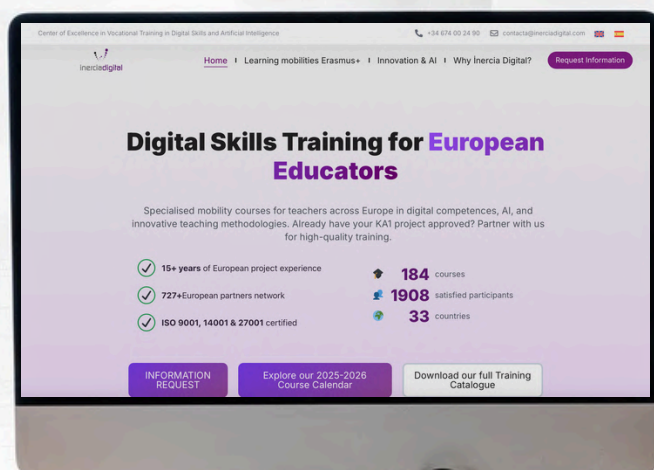 Center of Excellence in Vocational Training in Digital Skills and Artificial Intelligence
+34 674 00 24 90
contacta@inerciadigital.com
inerciadigital
Home
Learning mobilities Erasmus+
Innovation & AI
Why İnercia Digital?
Request Information
Digital Skills Training for European
Educators
Specialised mobility courses for teachers across Europe in digital competences, AI, and
innovative teaching methodologies. Already have your KA1 project approved? Partner with us
for high-quality training.
15+ years of European project experience
727+European partners network
ISO 9001, 14001 & 27001 certified
184 courses
1908 satisfied participants
33 countries
INFORMATION
REQUEST
Explore our 2025-2026
Course Calendar
Download our full Training
Catalogue